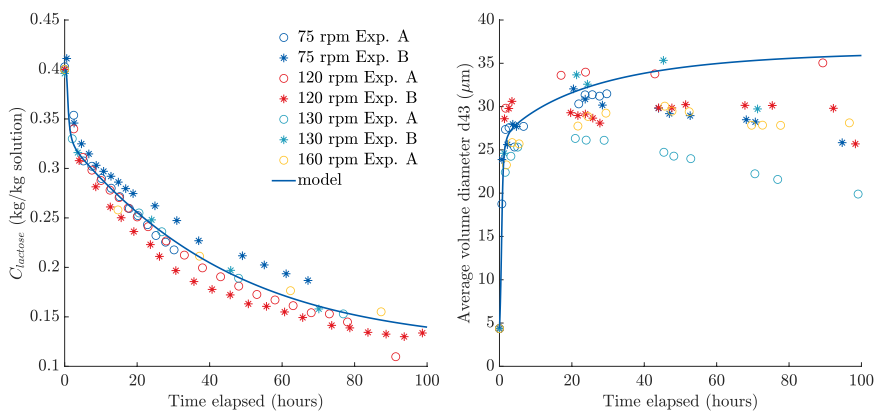 0.45
0.4
0.35
0.3
0.25
0.2
0.15
0.1
C_lactose (kg/kg solution)
0 20 40 60 80 100
Time elapsed (hours)
75 rpm Exp. A
75 rpm Exp. B
120 rpm Exp. A
120 rpm Exp. B
130 rpm Exp. A
130 rpm Exp. B
160 rpm Exp. A
model
40
35
30
25
20
15
10
5
0
Average volume diameter d43 (μm)
0 20 40 60 80 100
Time elapsed (hours)